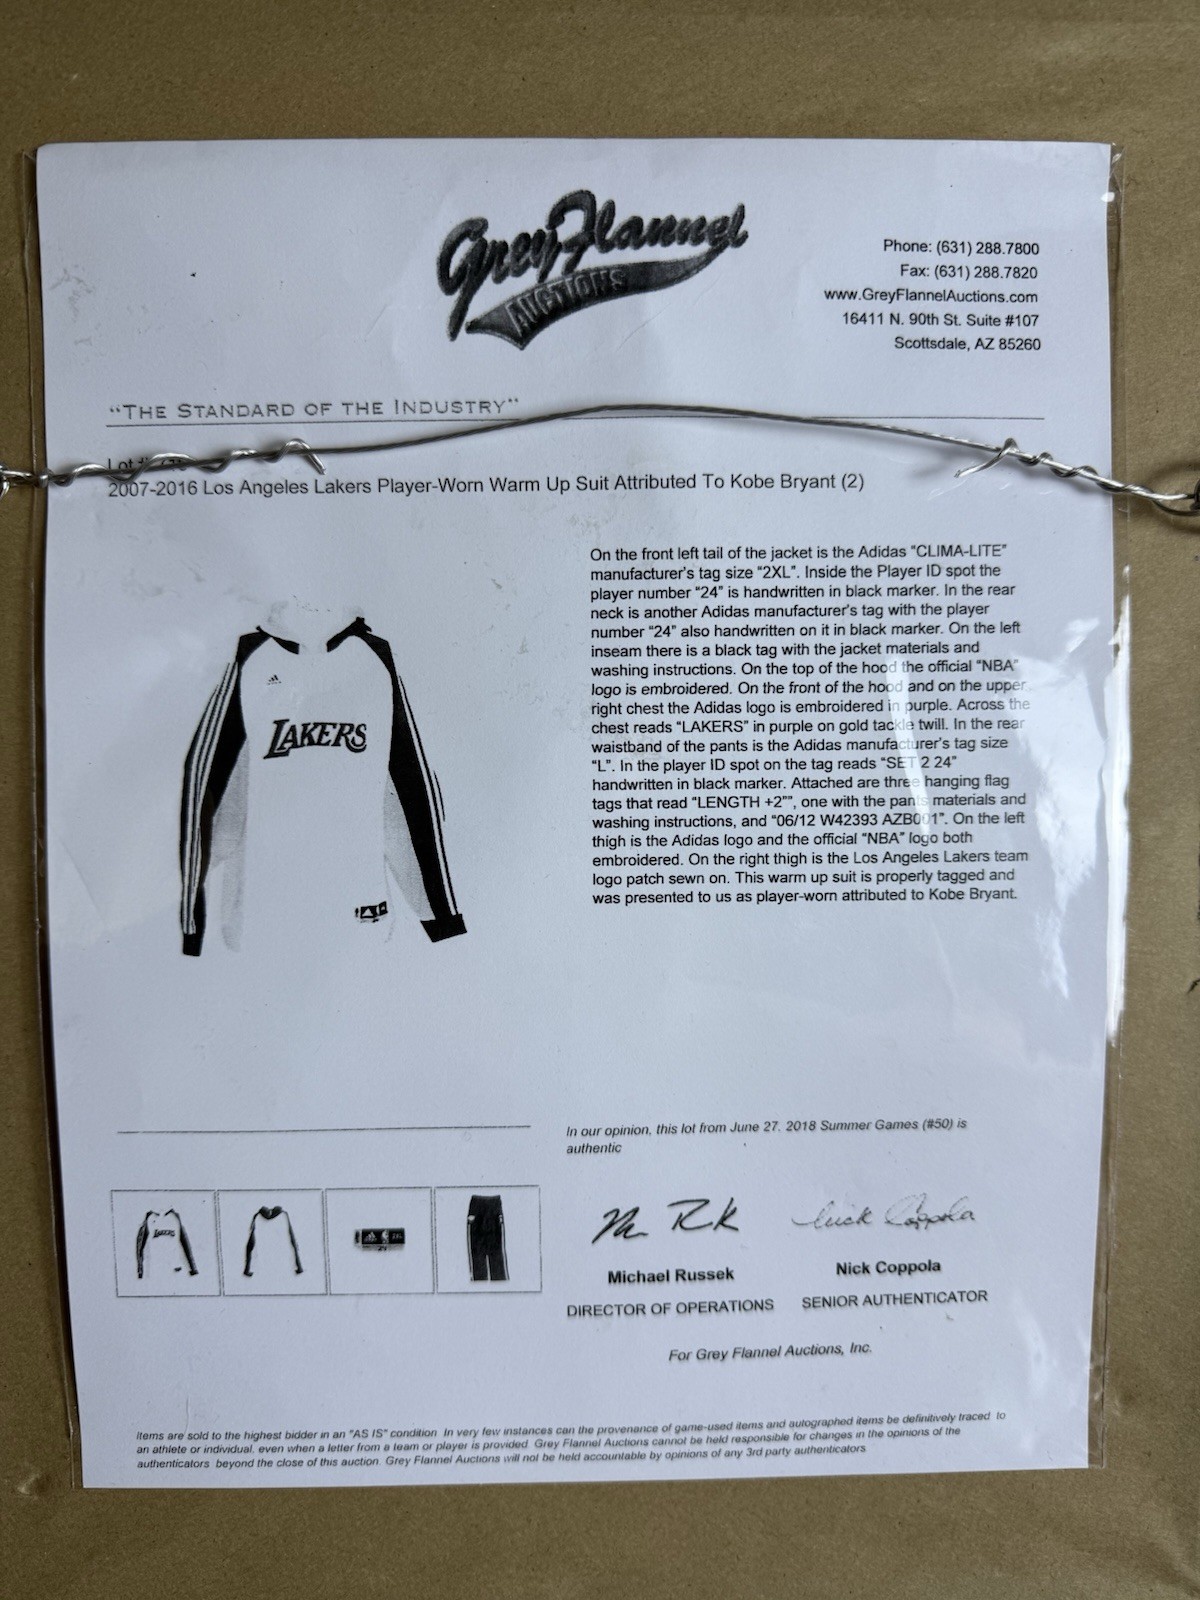 Grey Flannel
AUCTIONS
Phone: (631) 288.7800
Fax: (631) 288.7820
www.GreyFlannelAuctions.com
16411 N. 90th St. Suite #107
Scottsdale, AZ 85260
"THE STANDARD OF THE INDUSTRY"
Lot
2007-2016 Los Angeles Lakers Player-Worn Warm Up Suit Attributed To Kobe Bryant (2)
On the front left tail of the jacket is the Adidas "CLIMA-LITE"
manufacturer's tag size "2XL". Inside the Player ID spot the
player number "24" is handwritten in black marker. In the rear
neck is another Adidas manufacturer's tag with the player
number "24" also handwritten on it in black marker. On the left
inseam there is a black tag with the jacket materials and
washing instructions. On the top of the hood the official "NBA"
logo is embroidered. On the front of the hood and on the upper
right chest the Adidas logo is embroidered in purple. Across the
chest reads "LAKERS" in purple on gold tackle twill. In the rear
waistband of the pants is the Adidas manufacturer's tag size
"L". In the player ID spot on the tag reads "SET 2 24"
handwritten in black marker. Attached are three hanging flag
tags that read "LENGTH +2"", one with the pants materials and
washing instructions, and "06/12 W42393 AZB001". On the left
thigh is the Adidas logo and the official "NBA" logo both
embroidered. On the right thigh is the Los Angeles Lakers team
logo patch sewn on. This warm up suit is properly tagged and
was presented to us as player-worn attributed to Kobe Bryant.
LAKERS
In our opinion, this lot from June 27, 2018 Summer Games (#50) is
authentic
LAKERS
Nick Coppola
Michael Russek
Nick Coppola
DIRECTOR OF OPERATIONS
SENIOR AUTHENTICATOR
For Grey Flannel Auctions, Inc.
Items are sold to the highest bidder in an "AS IS" condition. In very few instances can the provenance of game-used items and autographed items be definitively traced to
an athlete or individual, even when a letter from a team or player is provided. Grey Flannel Auctions cannot be held responsible for changes in the opinions of the
authenticators beyond the close of this auction. Grey Flannel Auctions will not be held accountable by opinions of any 3rd party authenticators